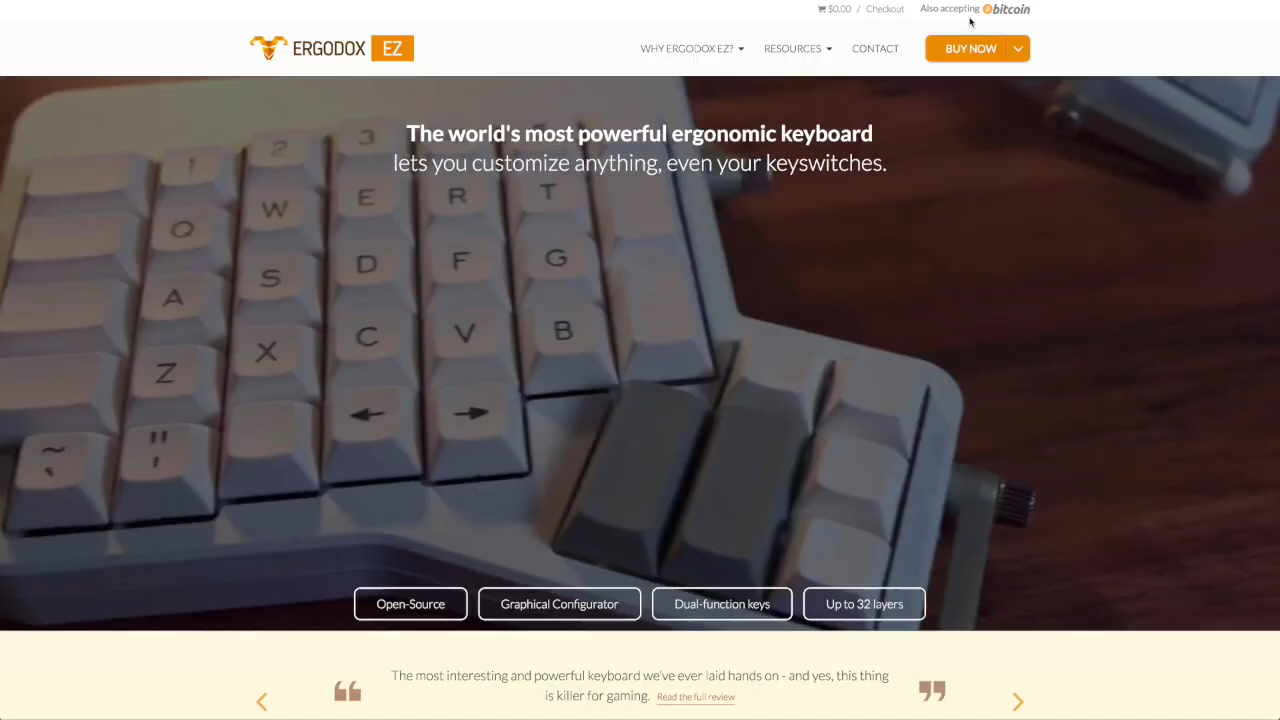 $0.00 / Checkout Also accepting bitcoin
ERGODOX EZ
WHY ERGODOX EZ? RESOURCES CONTACT BUY NOW
The world's most powerful ergonomic keyboard
lets you customize anything, even your keyswitches.
1 2 3
Q W E R T
A S D F G
Z X C V B
~ ` " ' ← →
Open-Source Graphical Configurator Dual-function keys Up to 32 layers
The most interesting and powerful keyboard we've ever laid hands on - and yes, this thing
is killer for gaming. Read the full review